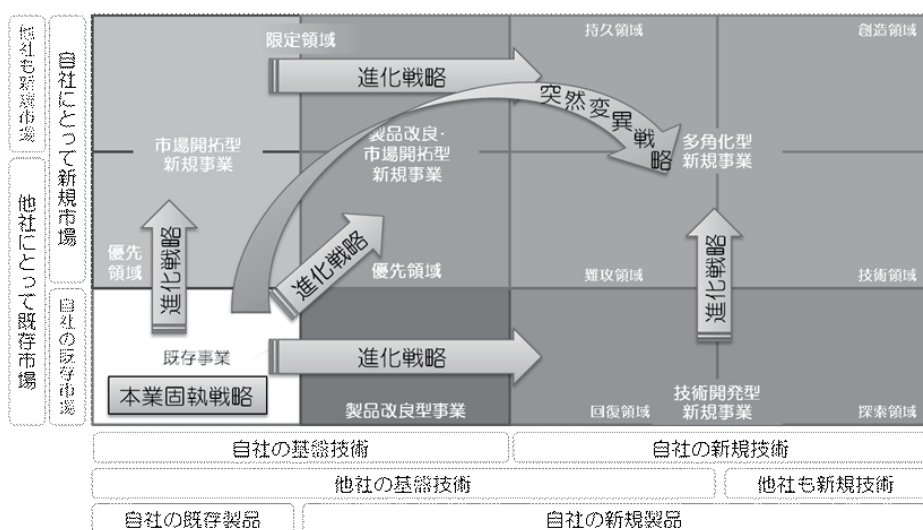 他社も新規市場
他社にとって既存市場
自社にとって新規市場
自社の既存市場
限定領域
持久領域
創造領域
進化戦略
突然変異戦略
市場開拓型
新規事業
製品改良・
市場開拓型
新規事業
多角化型
新規事業
優先
領域
進化戦略
進化戦略
優先領域
難攻領域
進化戦略
技術領域
既存事業
進化戦略
本業固執戦略
製品改良型事業
回復領域
技術開発型
新規事業
探索領域
自社の基盤技術
自社の新規技術
他社の基盤技術
他社も新規技術
自社の既存製品
自社の新規製品